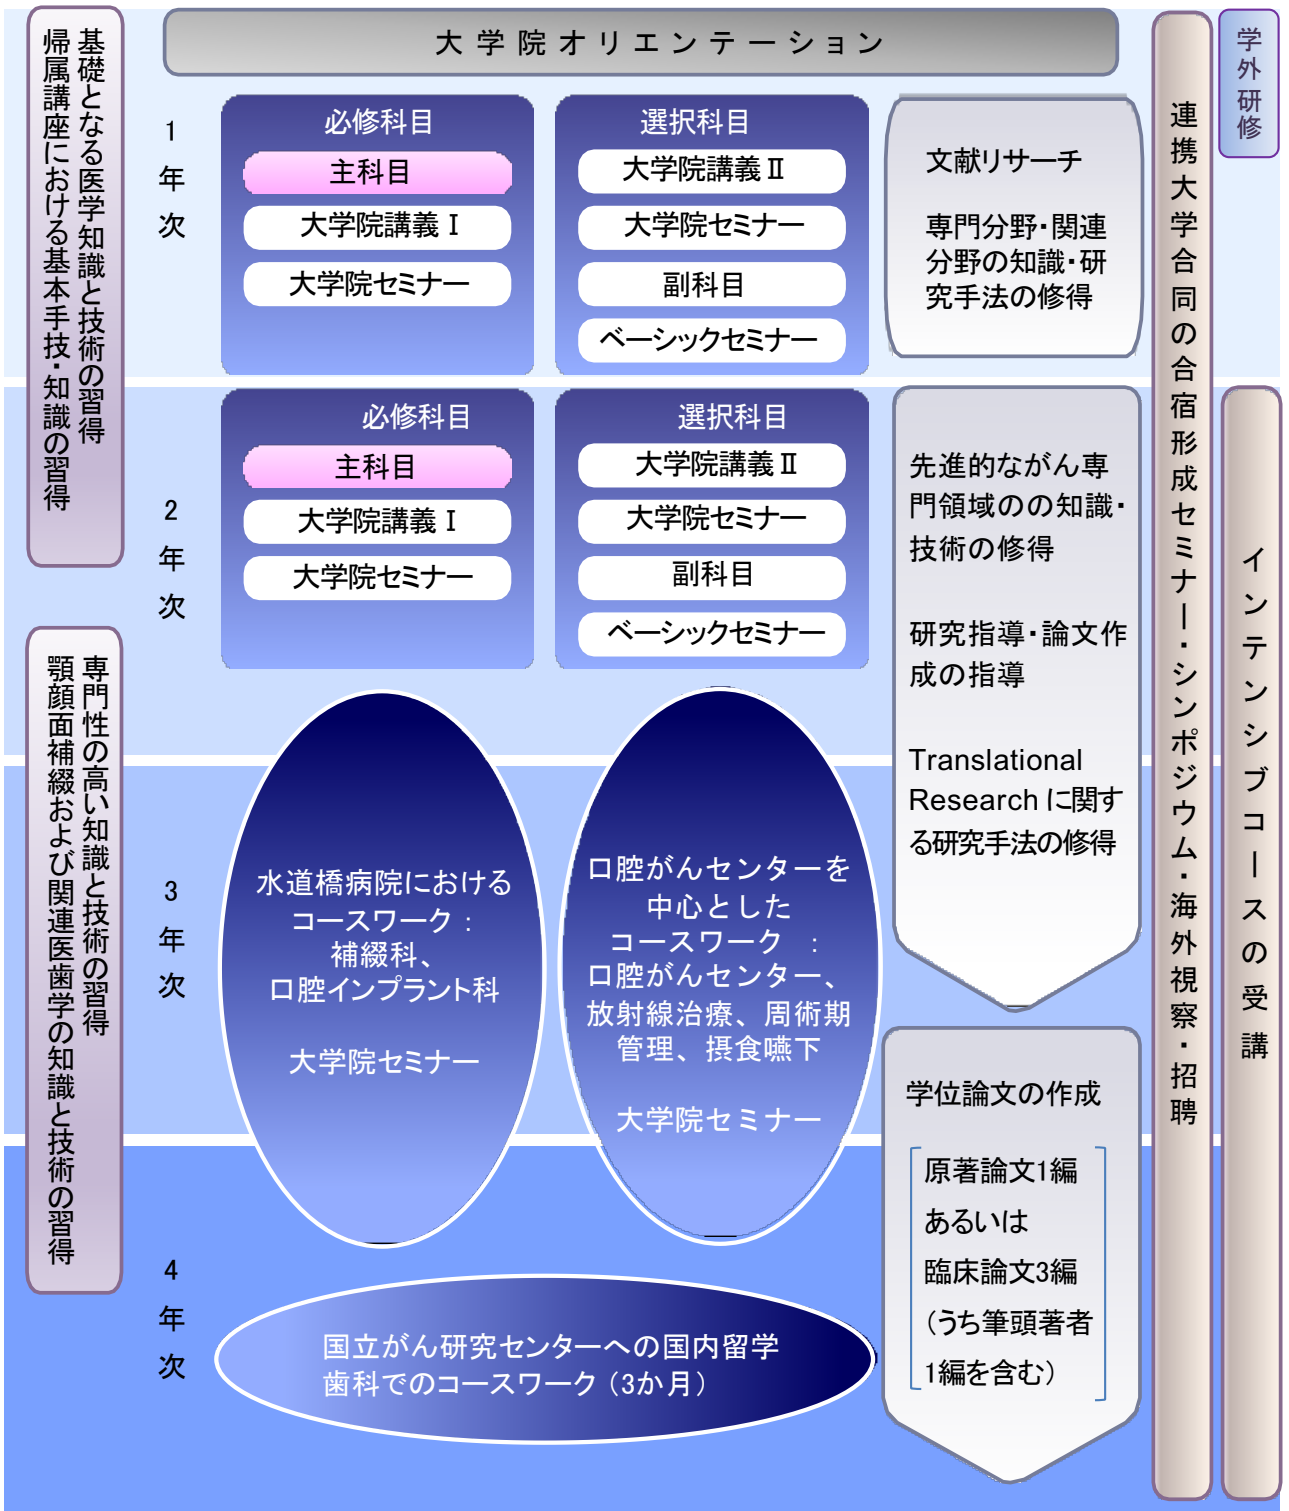 大学院オリエンテーション
基礎となる医学知識と技術の習得
帰属講座における基本手技・知識の習得
専門性の高い知識と技術の習得
顎顔面補綴および関連医歯学の知識と技術の習得
1年次
必修科目
主科目
大学院講義Ⅰ
大学院セミナー
選択科目
大学院講義Ⅱ
大学院セミナー
副科目
ベーシックセミナー
文献リサーチ
専門分野・関連
分野の知識・研
究手法の修得
2年次
必修科目
主科目
大学院講義Ⅰ
大学院セミナー
選択科目
大学院講義Ⅱ
大学院セミナー
副科目
ベーシックセミナー
先進的ながん専
門領域のの知識・
技術の修得
研究指導・論文作
成の指導
Translational
Research に関す
る研究手法の修得
3年次
水道橋病院における
コースワーク：
補綴科、
口腔インプラント科
大学院セミナー
口腔がんセンターを
中心とした
コースワーク ：
口腔がんセンター、
放射線治療、周術期
管理、摂食嚥下
大学院セミナー
学位論文の作成
原著論文1編
あるいは
臨床論文3編
（うち筆頭著者
1編を含む）
4年次
国立がん研究センターへの国内留学
歯科でのコースワーク（3か月）
連携大学合同の合宿形成セミナー・シンポジウム・海外視察・招聘
学外研修
インテンシブコースの受講